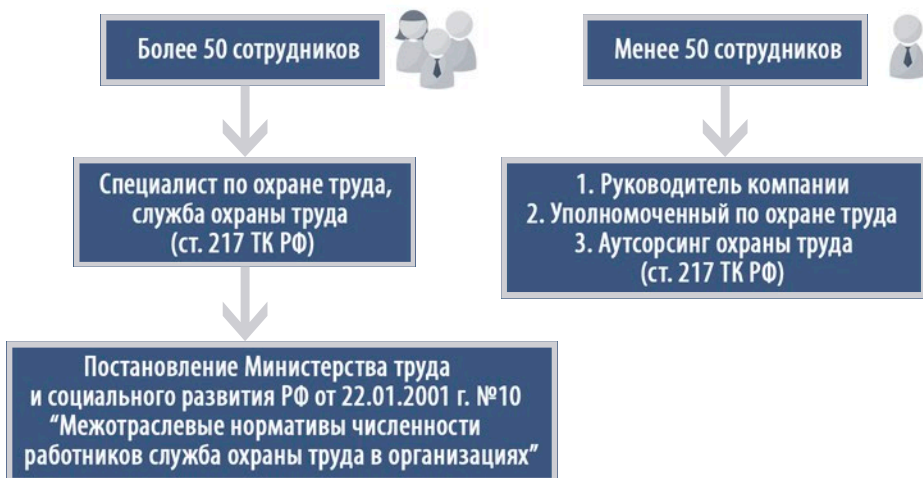 Более 50 сотрудников
Менее 50 сотрудников
Специалист по охране труда,
служба охраны труда
(ст. 217 ТК РФ)
1. Руководитель компании
2. Уполномоченный по охране труда
3. Аутсорсинг охраны труда
(ст. 217 ТК РФ)
Постановление Министерства труда
и социального развития РФ от 22.01.2001 г. №10
“Межотраслевые нормативы численности
работников служба охраны труда в организациях”